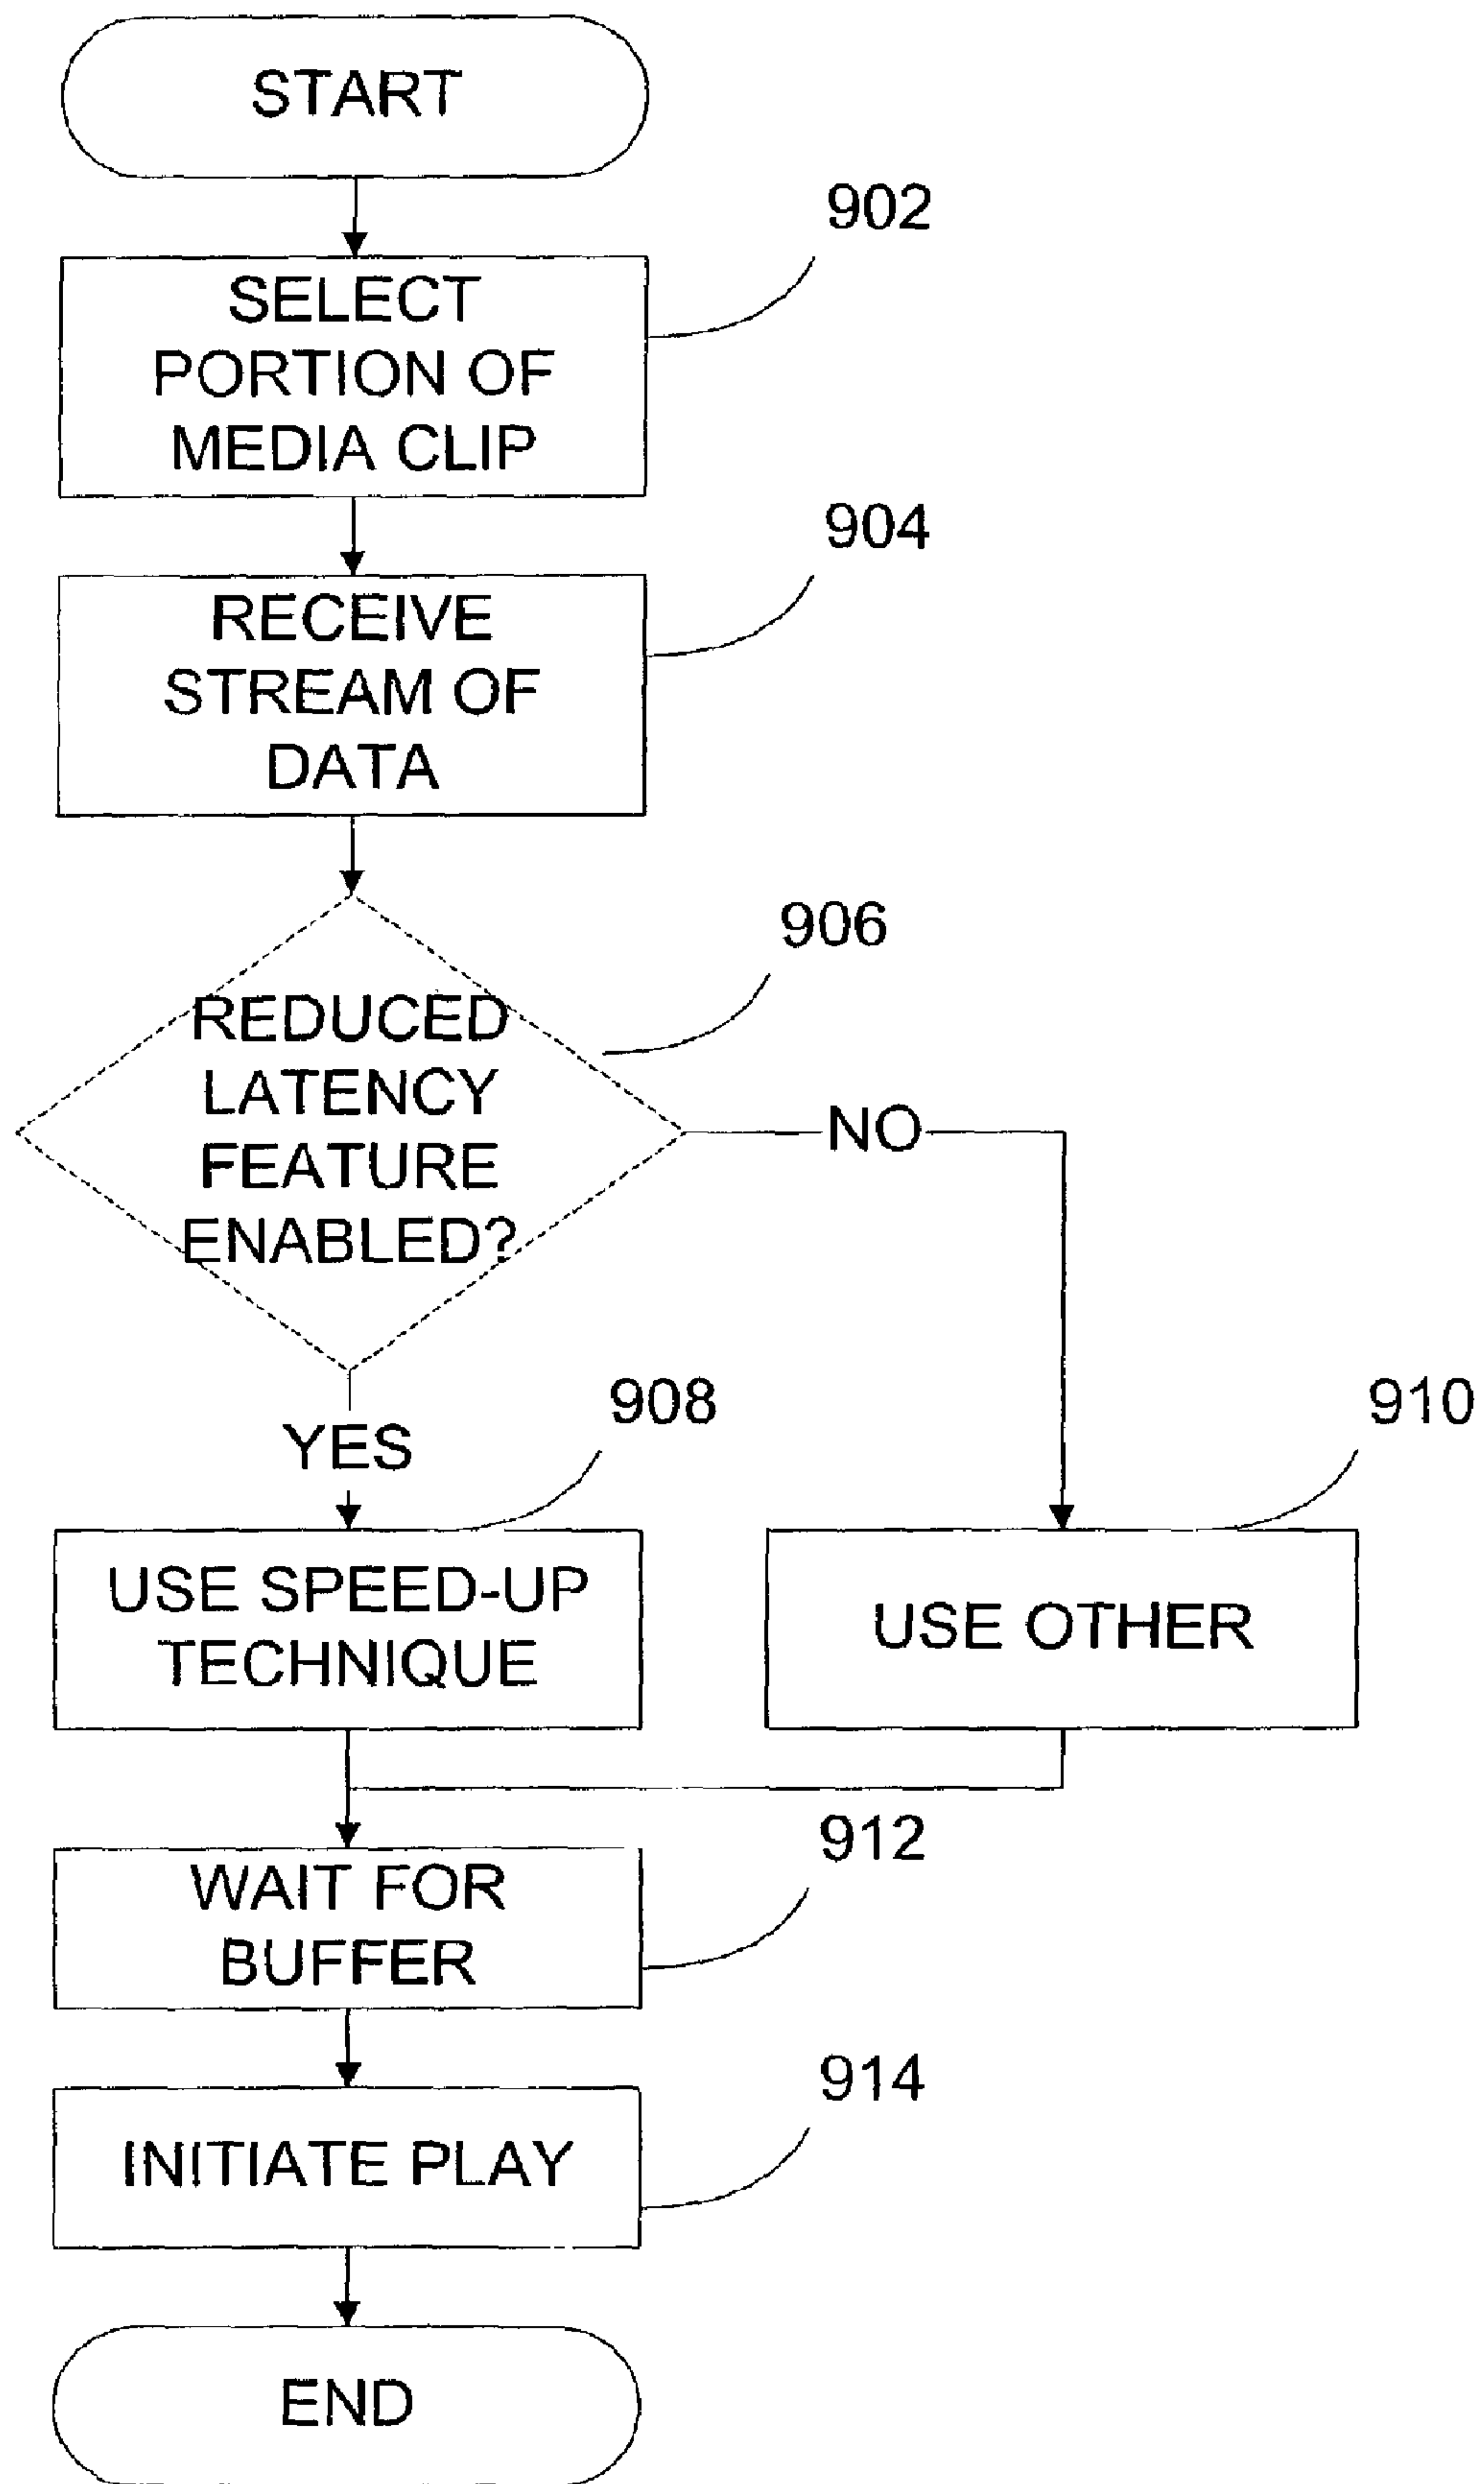 START
902
SELECT
PORTION OF
MEDIA CLIP
904
RECEIVE
STREAM OF
DATA
906
REDUCED
LATENCY
FEATURE
ENABLED?
NO
YES
908
910
USE SPEED-UP
TECHNIQUE
USE OTHER
912
WAIT FOR
BUFFER
914
INITIATE PLAY
END